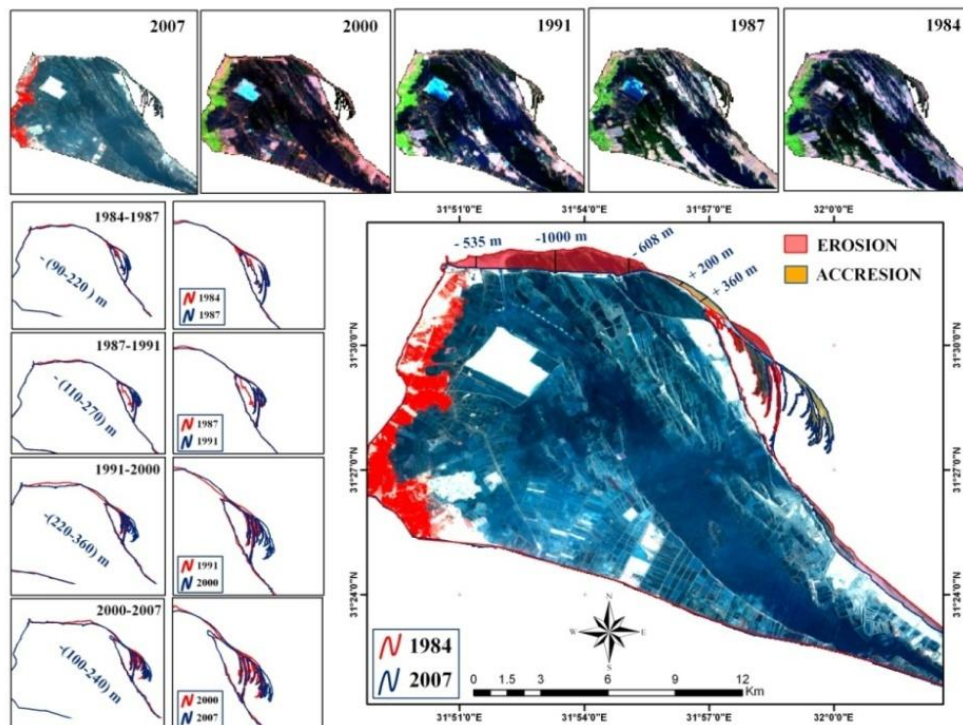 2007
2000
1991
1987
1984
1984-1987
- (90-220 ) m
1984
1987
1987-1991
- (110-270) m
1987
1991
1991-2000
-(220-360) m
1991
2000
2000-2007
-(100-240) m
2000
2007
31°51'0"E
31°54'0"E
31°57'0"E
32°0'0"E
- 535 m
-1000 m
- 608 m
+ 200 m
+ 360 m
EROSION
ACCRESION
31°30'0"N
31°30'0"N
31°27'0"N
31°27'0"N
31°24'0"N
31°24'0"N
1984
2007
N
W
E
S
0
1.5
3
6
9
12
Km
31°51'0"E
31°54'0"E
31°57'0"E
32°0'0"E